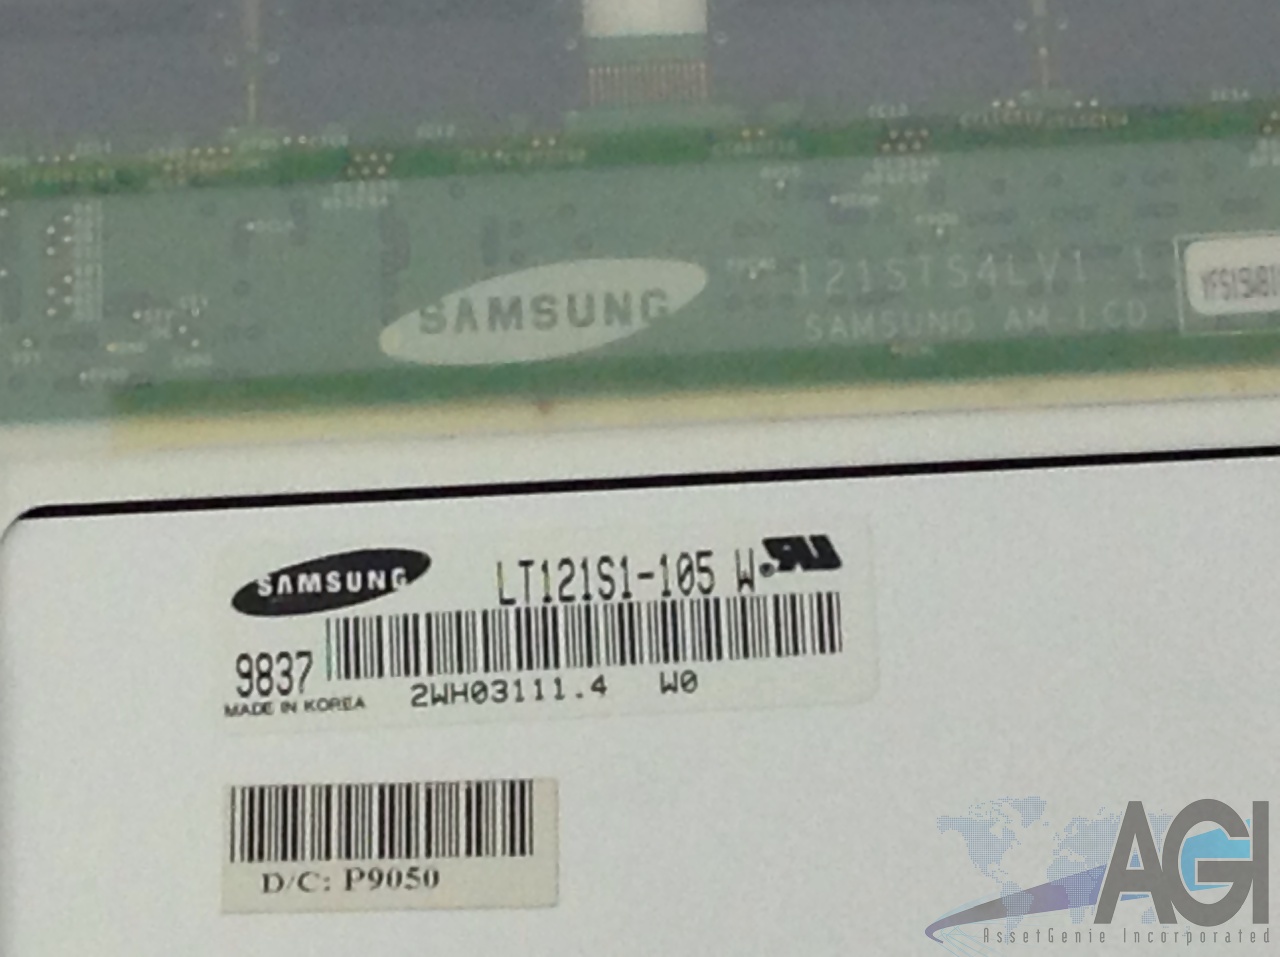 SAMSUNG
121STS4LV1
SAMSUNG AM-LCD
SAMSUNG LT121S1-105 W
9837
MADE IN KOREA 2WH03111.4 W0
D/C: P9050
AGI
AssetGenie Incorporated